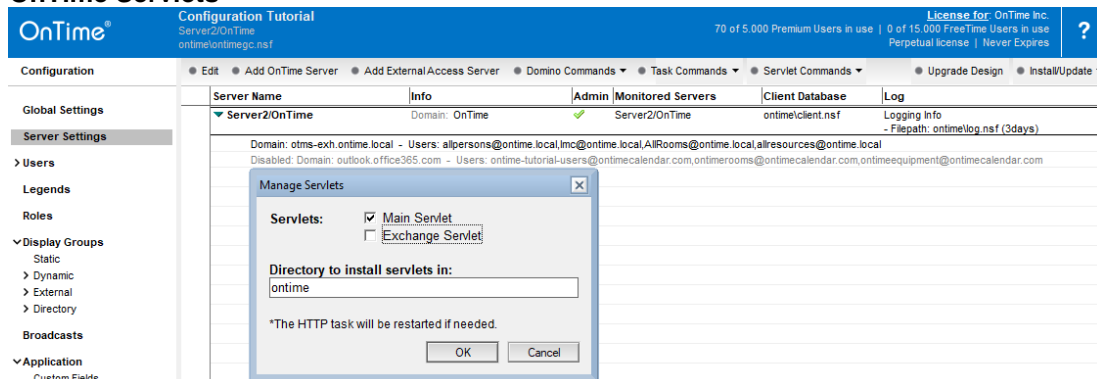 OnTime Servlets
OnTime®
Configuration Tutorial
Server2/OnTime
ontime\ontimegc.nsf
License for: OnTime Inc.
70 of 5.000 Premium Users in use | 0 of 15.000 FreeTime Users in use
Perpetual license | Never Expires
?
Configuration
Edit Add OnTime Server Add External Access Server Domino Commands Task Commands Servlet Commands Upgrade Design Install/Update
Server Name Info Admin Monitored Servers Client Database Log
Server2/OnTime Domain: OnTime Server2/OnTime ontime\client.nsf Logging Info
- Filepath: ontime\log.nsf (3days)
Domain: otms-exh.ontime.local - Users: allpersons@ontime.local,lmc@ontime.local,AllRooms@ontime.local,allresources@ontime.local
Disabled: Domain: outlook.office365.com - Users: ontime-tutorial-users@ontimecalendar.com,ontimerooms@ontimecalendar.com,ontimeequipment@ontimecalendar.com
Global Settings
Server Settings
Users
Legends
Roles
Display Groups
Static
Dynamic
External
Directory
Broadcasts
Application
Custom Fields
Manage Servlets
Servlets: Main Servlet
Exchange Servlet
Directory to install servlets in:
ontime
*The HTTP task will be restarted if needed.
OK Cancel